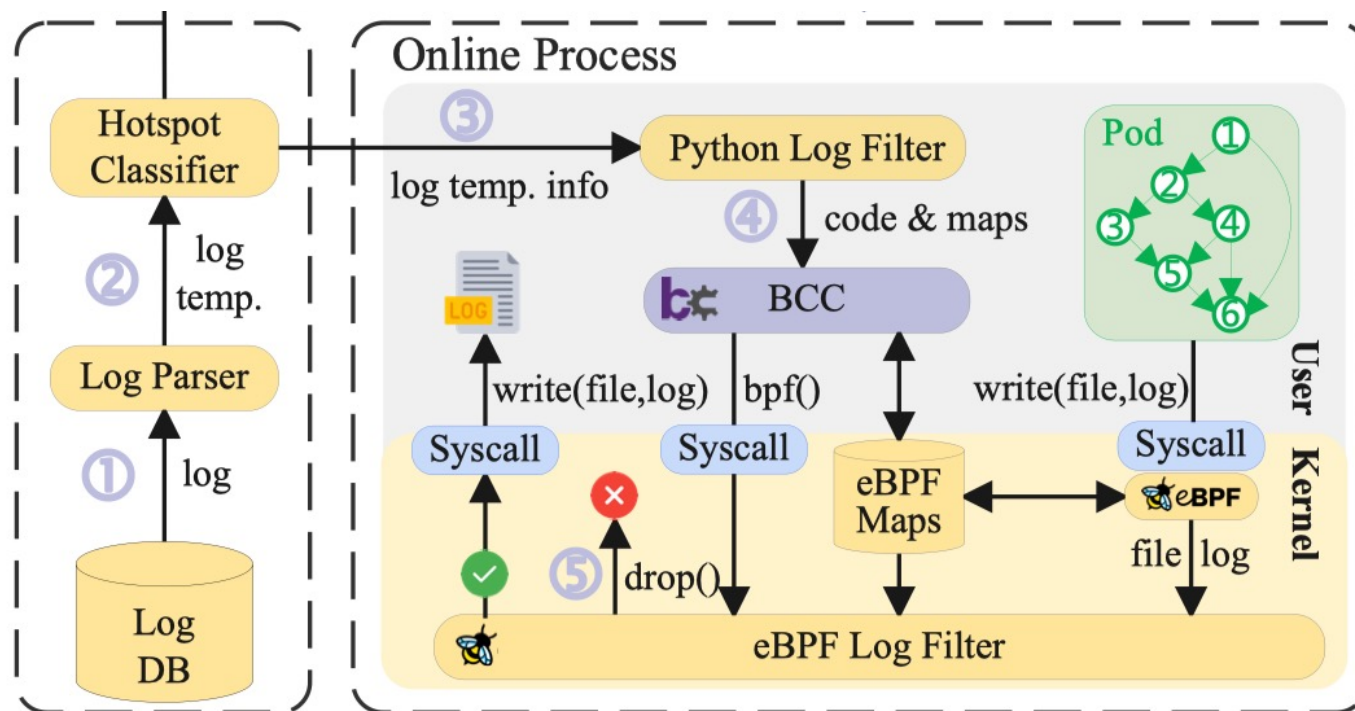 Online Process
Hotspot
Classifier
③
Python Log Filter
log temp. info
Pod
①
②
③
④
⑤
⑥
②
log
temp.
④
code & maps
LOG
bc
BCC
Log Parser
write(file,log)
bpf()
write(file,log)
User
Kernel
①
log
Syscall
Syscall
Syscall
eBPF
Maps
eBPF
file
log
⑤
drop()
Log
DB
eBPF Log Filter